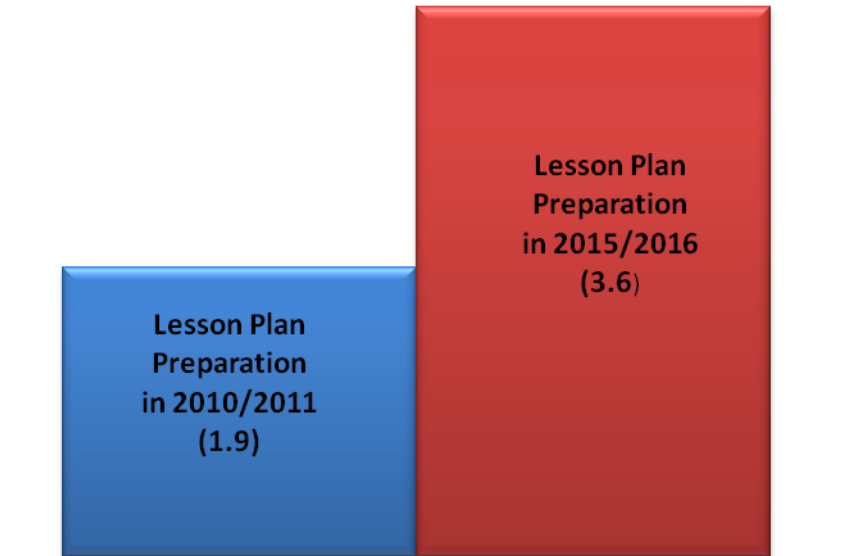 Lesson Plan
Preparation
in 2010/2011
(1.9)
Lesson Plan
Preparation
in 2015/2016
(3.6)